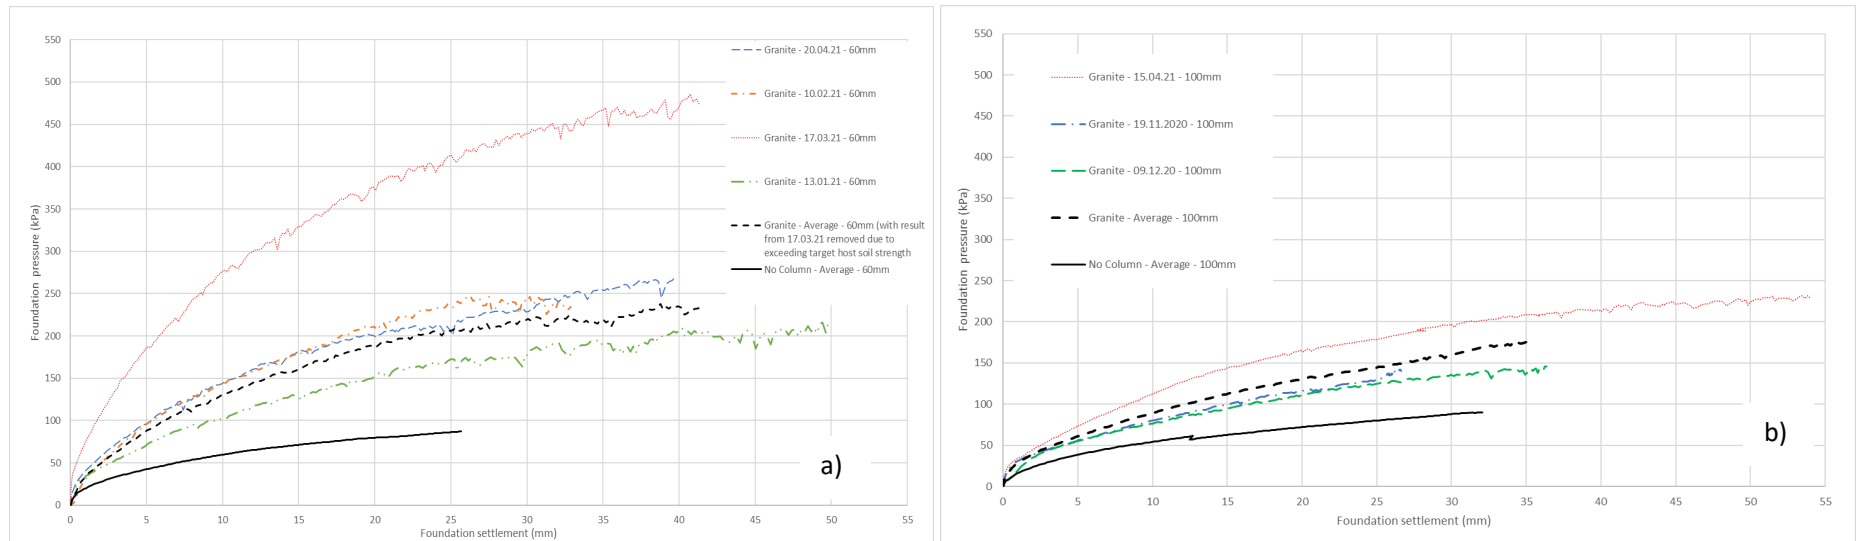 550
500
450
400
350
300
250
200
150
100
50
0
Foundation pressure (kPa)
0 5 10 15 20 25 30 35 40 45 50 55
Foundation settlement (mm)
Granite - 20.04.21 - 60mm
Granite - 10.02.21 - 60mm
Granite - 17.03.21 - 60mm
Granite - 13.01.21 - 60mm
Granite - Average - 60mm (with result
from 17.03.21 removed due to
exceeding target host soil strength
No Column - Average - 60mm
a)
550
500
450
400
350
300
250
200
150
100
50
0
Foundation pressure (kPa)
0 5 10 15 20 25 30 35 40 45 50 55
Foundation settlement (mm)
Granite - 15.04.21 - 100mm
Granite - 19.11.2020 - 100mm
Granite - 09.12.20 - 100mm
Granite - Average - 100mm
No Column - Average - 100mm
b)